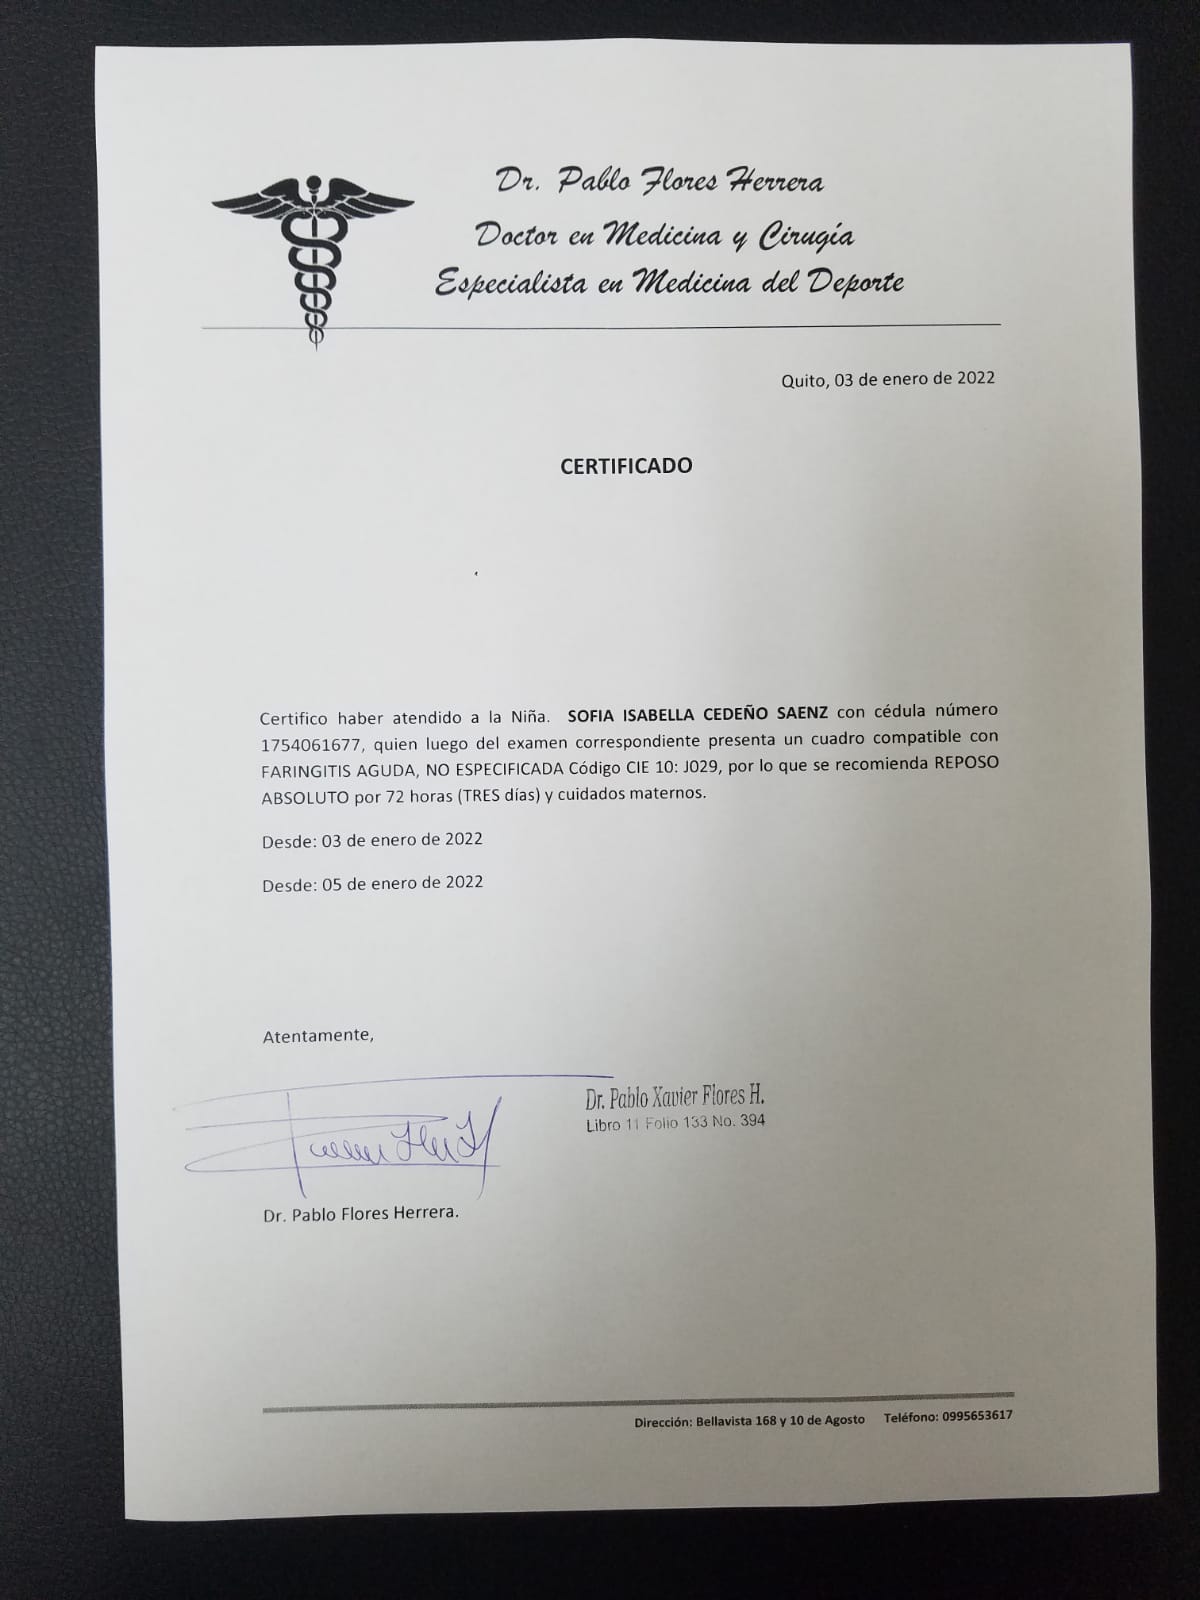 Dr. Pablo Flores Herrera
Doctor en Medicina y Cirugía
Especialista en Medicina del Deporte
Quito, 03 de enero de 2022
CERTIFICADO
Certifico haber atendido a la Niña. SOFIA ISABELLA CEDEÑO SAENZ con cédula número
1754061677, quien luego del examen correspondiente presenta un cuadro compatible con
FARINGITIS AGUDA, NO ESPECIFICADA Código CIE 10: J029, por lo que se recomienda REPOSO
ABSOLUTO por 72 horas (TRES días) y cuidados maternos.
Desde: 03 de enero de 2022
Desde: 05 de enero de 2022
Atentamente,
Dr. Pablo Xavier Flores H.
Libro 11 Folio 133 No. 394
Dr. Pablo Flores Herrera.
Dirección: Bellavista 168 y 10 de Agosto Teléfono: 0995653617